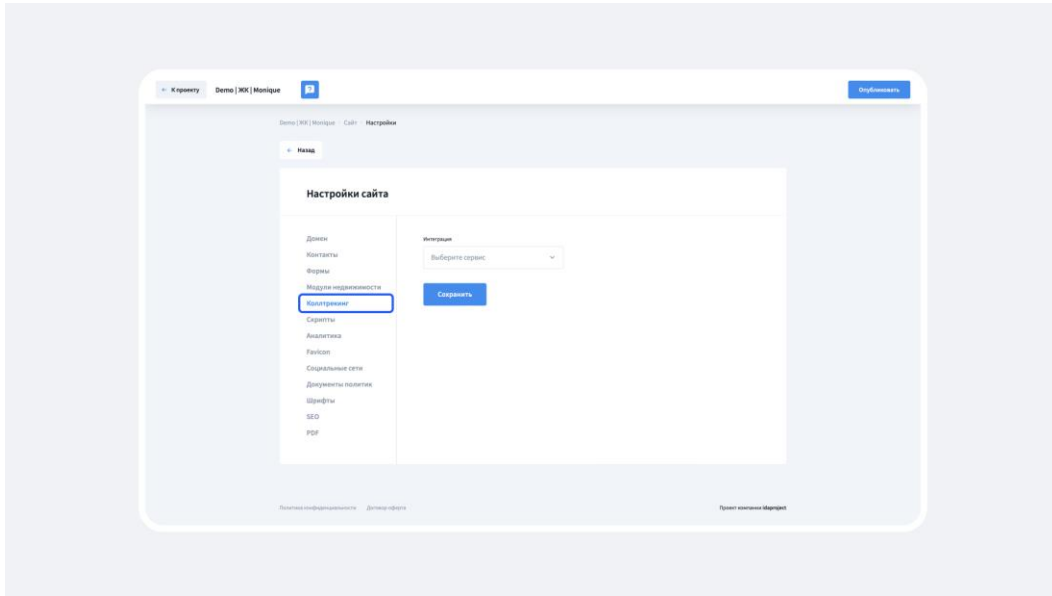 ← К проекту
Demo | ЖК | Monique
Опубликовать
Demo | ЖК | Monique · Сайт · Настройки
← Назад
Настройки сайта
Домен
Контакты
Формы
Модули недвижимости
Коллтрекинг
Скрипты
Аналитика
Favicon
Социальные сети
Документы политик
Шрифты
SEO
PDF
Интеграция
Выберите сервис
Сохранить
Политика конфиденциальности
Договор оферты
Проект компании idaproject